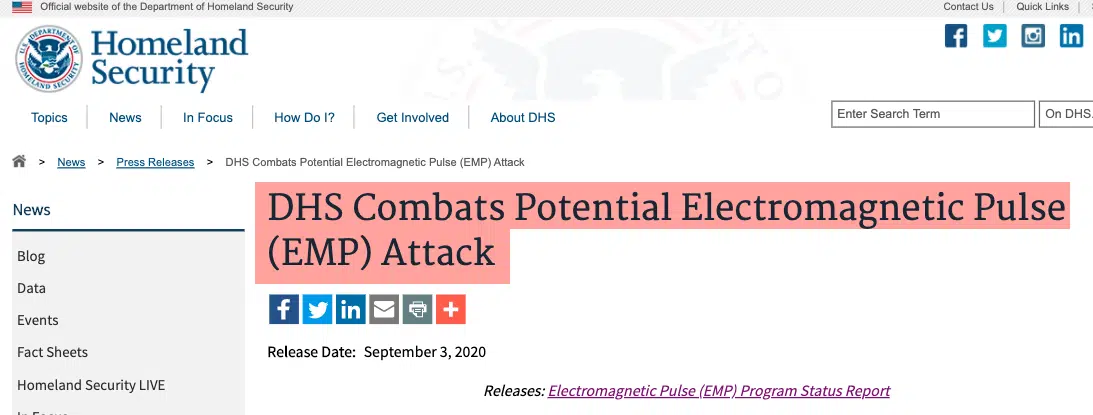 Official website of the Department of Homeland Security
Contact Us
Quick Links
Homeland
Security
Topics
News
In Focus
How Do I?
Get Involved
About DHS
Enter Search Term
On DHS.
> News > Press Releases > DHS Combats Potential Electromagnetic Pulse (EMP) Attack
News
Blog
Data
Events
Fact Sheets
Homeland Security LIVE
In Focus
DHS Combats Potential Electromagnetic Pulse
(EMP) Attack
Release Date: September 3, 2020
Releases: Electromagnetic Pulse (EMP) Program Status Report